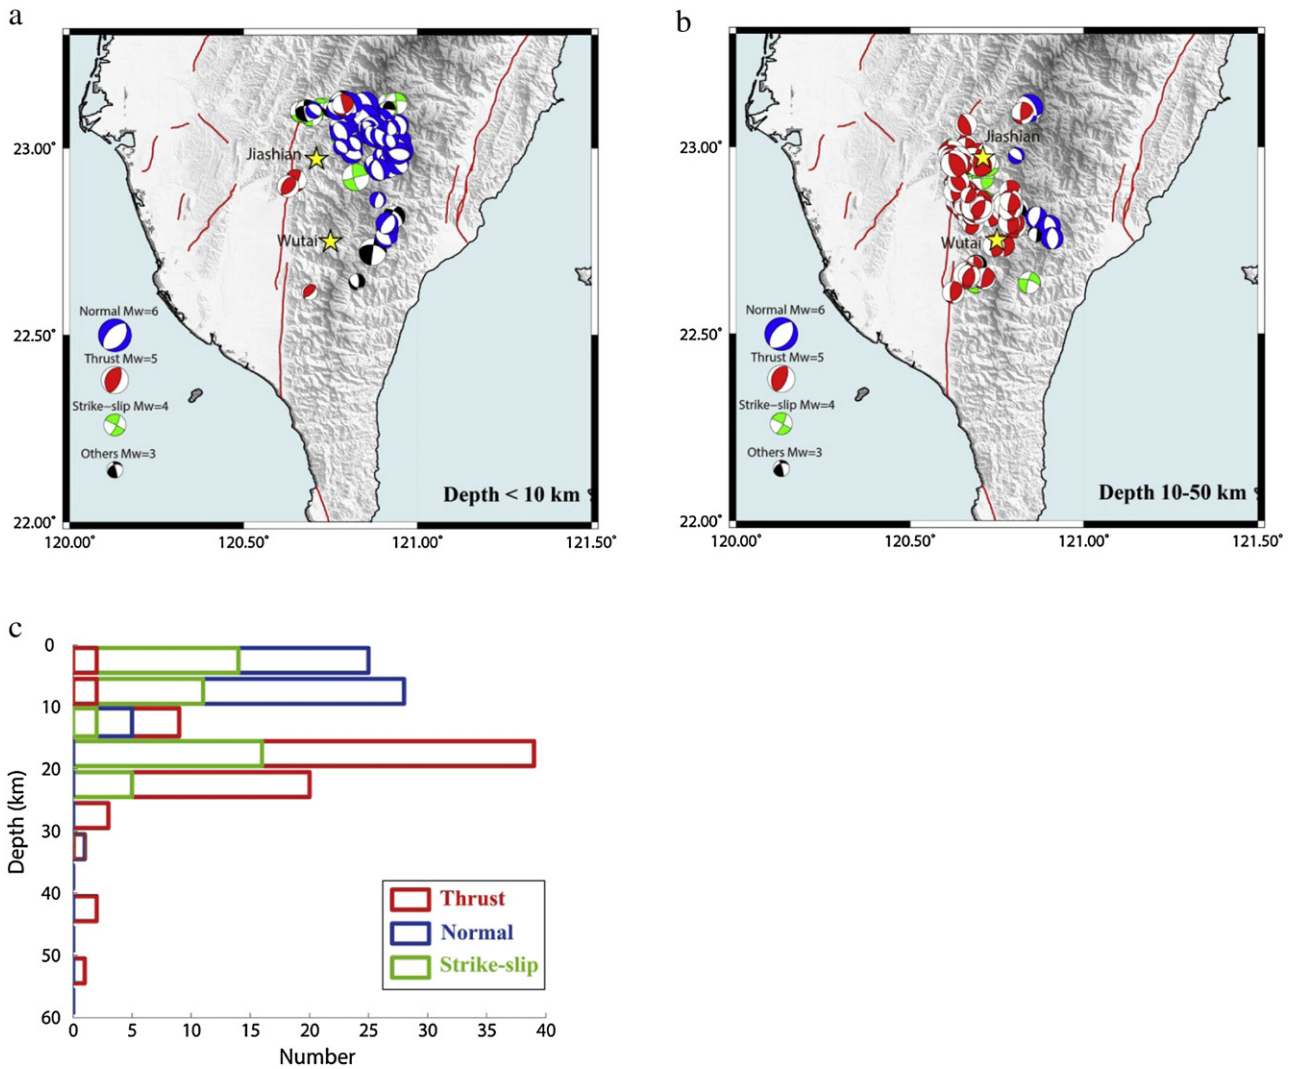 a
23.00°
22.50°
22.00°
120.00°
120.50°
121.00°
121.50°
Jiashian
Wutai
Normal Mw=6
Thrust Mw=5
Strike-slip Mw=4
Others Mw=3
Depth < 10 km
b
23.00°
22.50°
22.00°
120.00°
120.50°
121.00°
121.50°
Jiashian
Wutai
Normal Mw=6
Thrust Mw=5
Strike-slip Mw=4
Others Mw=3
Depth 10-50 km
c
0
10
20
30
40
50
60
Depth (km)
0
5
10
15
20
25
30
35
40
Number
Thrust
Normal
Strike-slip